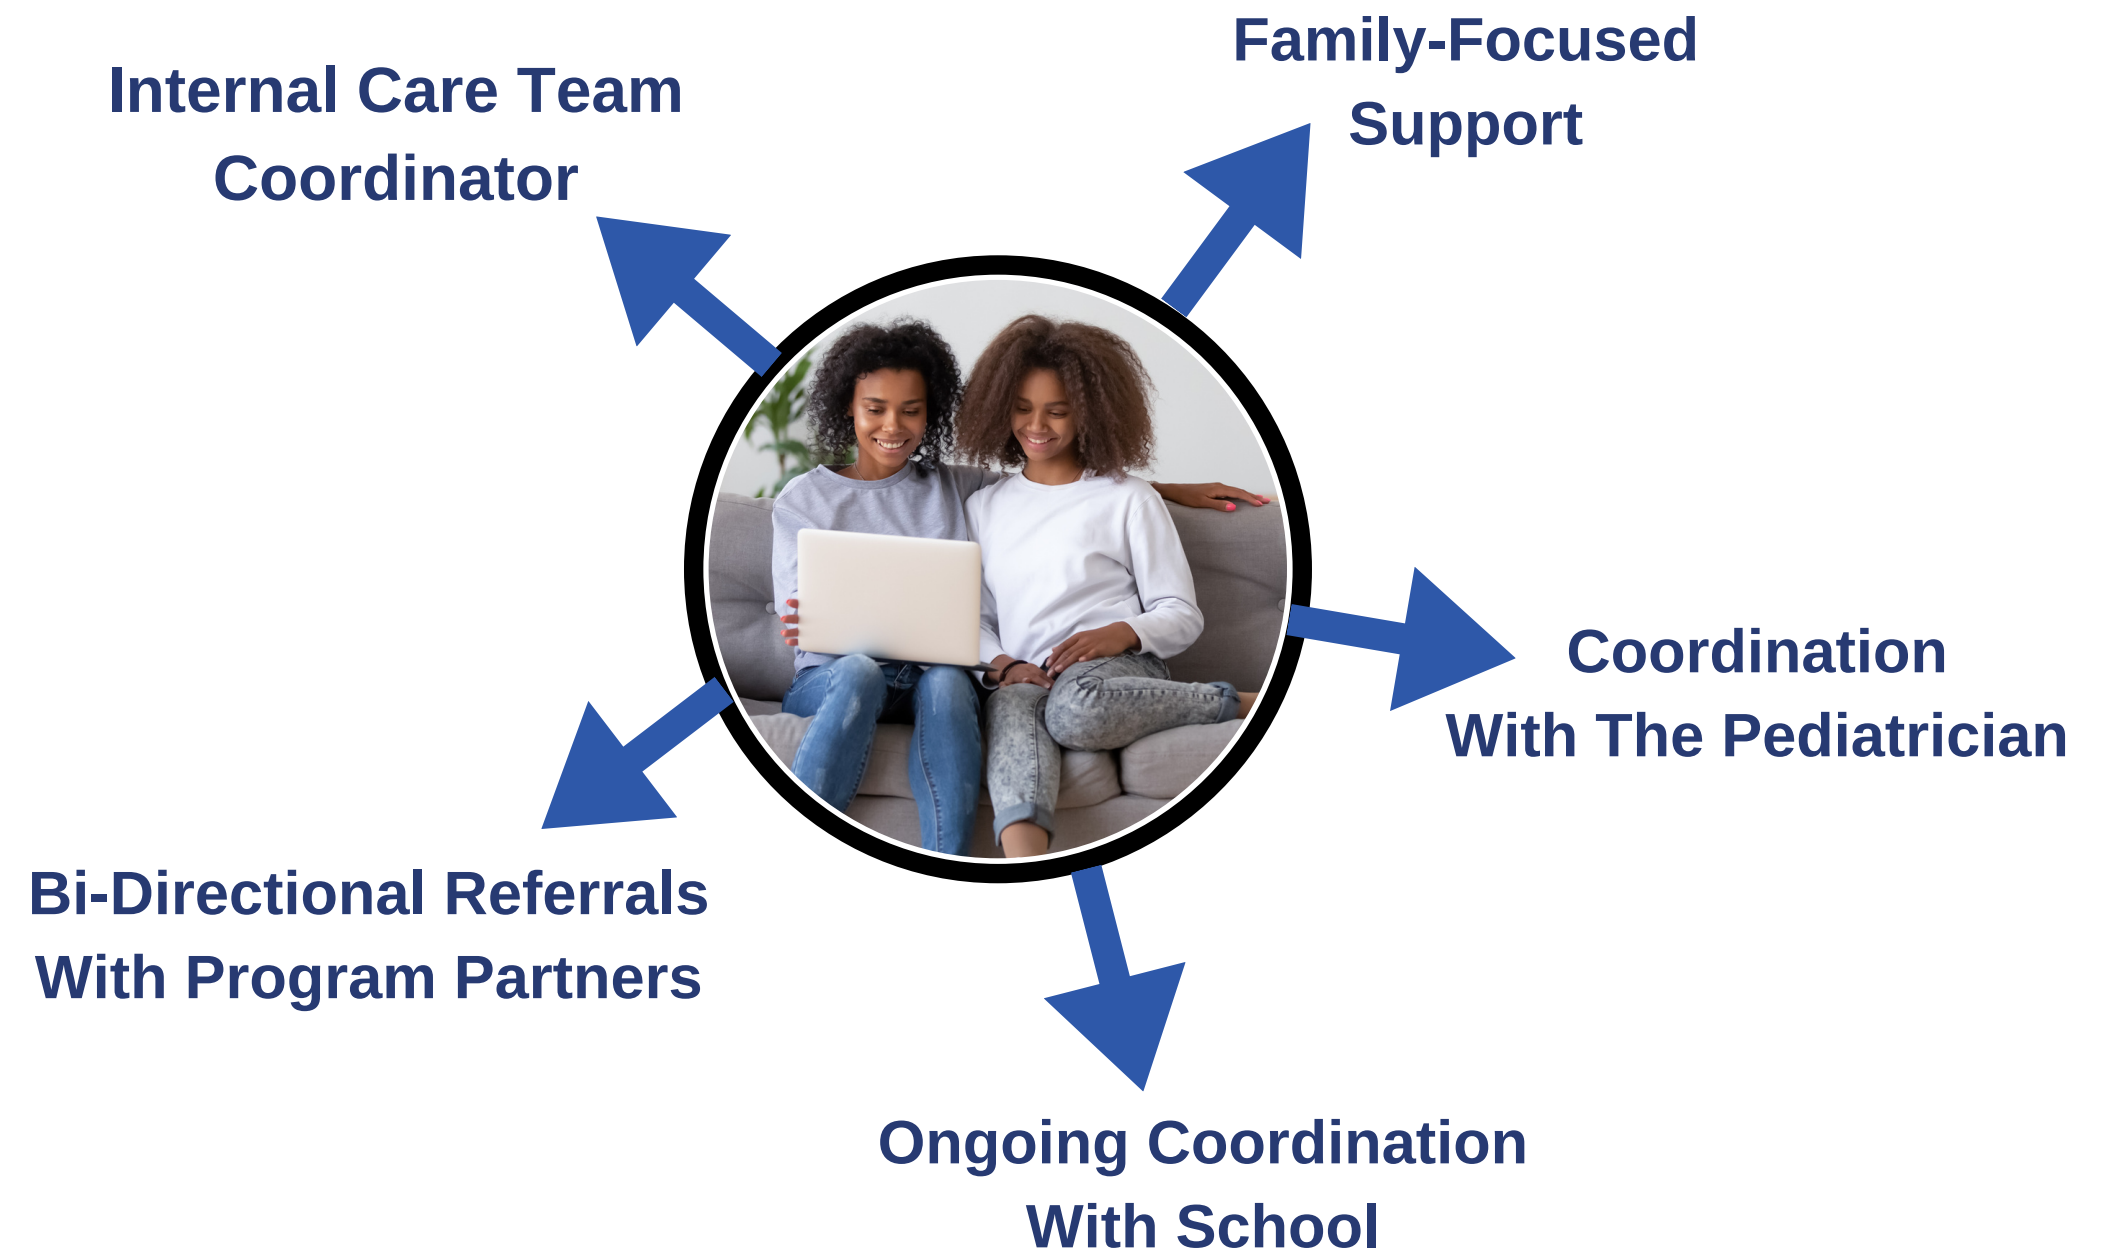 Internal Care Team
Coordinator
Family-Focused
Support
Coordination
With The Pediatrician
Bi-Directional Referrals
With Program Partners
Ongoing Coordination
With School